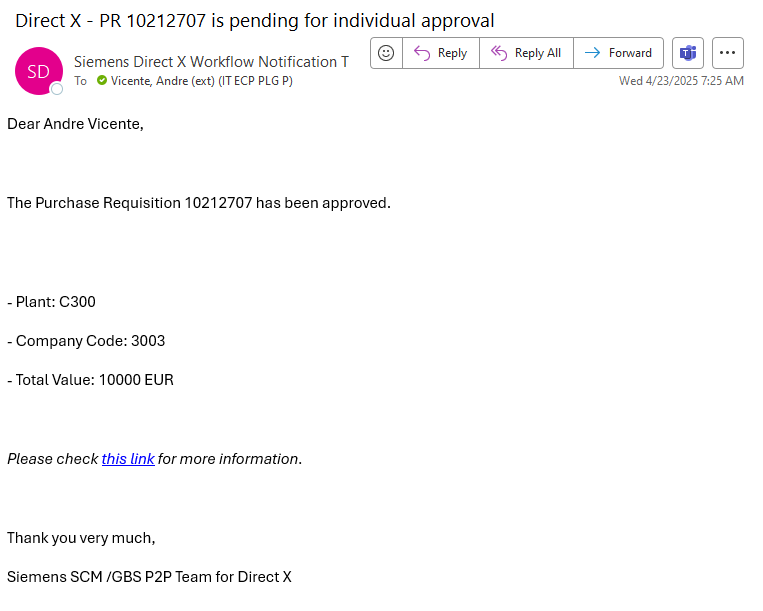 Direct X - PR 10212707 is pending for individual approval
SD
Siemens Direct X Workflow Notification T
Reply
Reply All
Forward
To Vicente, Andre (ext) (IT ECP PLG P)
Wed 4/23/2025 7:25 AM
Dear Andre Vicente,
The Purchase Requisition 10212707 has been approved.
- Plant: C300
- Company Code: 3003
- Total Value: 10000 EUR
Please check this link for more information.
Thank you very much,
Siemens SCM /GBS P2P Team for Direct X